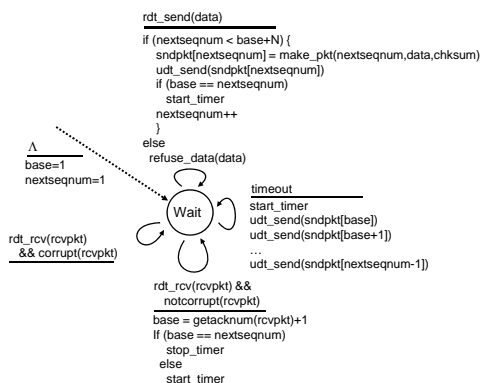 rdt_send(data)
if (nextseqnum < base+N) {
sndpkt[nextseqnum] = make_pkt(nextseqnum,data,chksum)
udt_send(sndpkt[nextseqnum])
if (base == nextseqnum)
start_timer
nextseqnum++
}
else
refuse_data(data)
Λ
base=1
nextseqnum=1
Wait
timeout
start_timer
udt_send(sndpkt[base])
udt_send(sndpkt[base+1])
…
udt_send(sndpkt[nextseqnum-1])
rdt_rcv(rcvpkt)
&& corrupt(rcvpkt)
rdt_rcv(rcvpkt) &&
notcorrupt(rcvpkt)
base = getacknum(rcvpkt)+1
If (base == nextseqnum)
stop_timer
else
start_timer